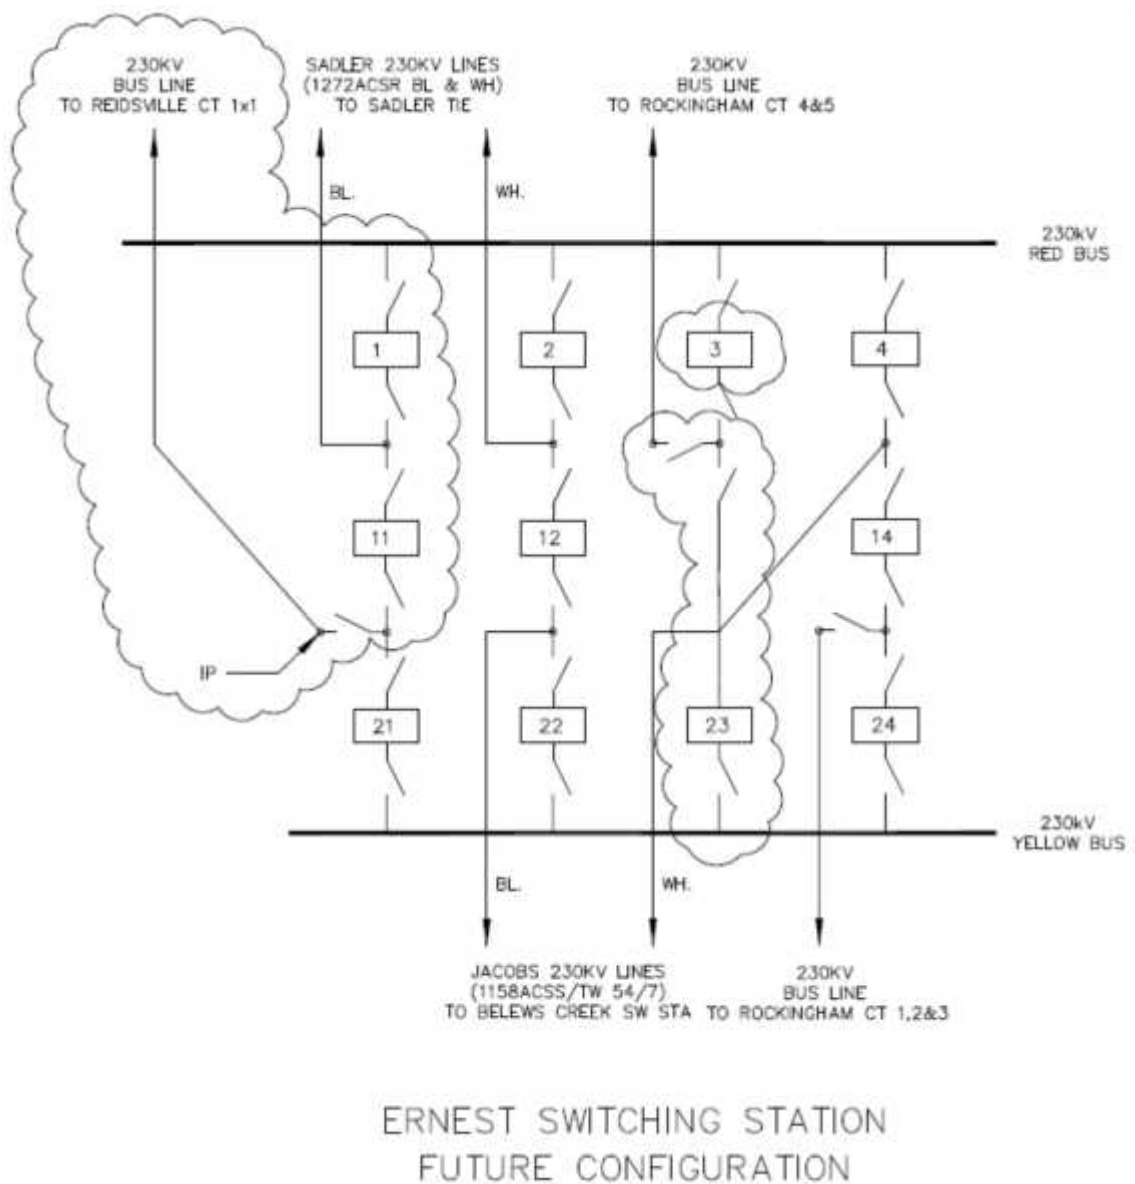 230KV
BUS LINE
TO REIDSVILLE CT 1x1
SADLER 230KV LINES
(1272ACSR BL & WH)
TO SADLER TIE
230KV
BUS LINE
TO ROCKINGHAM CT 4&5
BL.
WH.
230kV
RED BUS
1
2
3
4
11
12
14
IP
21
22
23
24
230kV
YELLOW BUS
BL.
WH.
JACOBS 230KV LINES
(1158ACSS/TW 54/7)
TO BELEWS CREEK SW STA
230KV
BUS LINE
TO ROCKINGHAM CT 1,2&3
ERNEST SWITCHING STATION
FUTURE CONFIGURATION